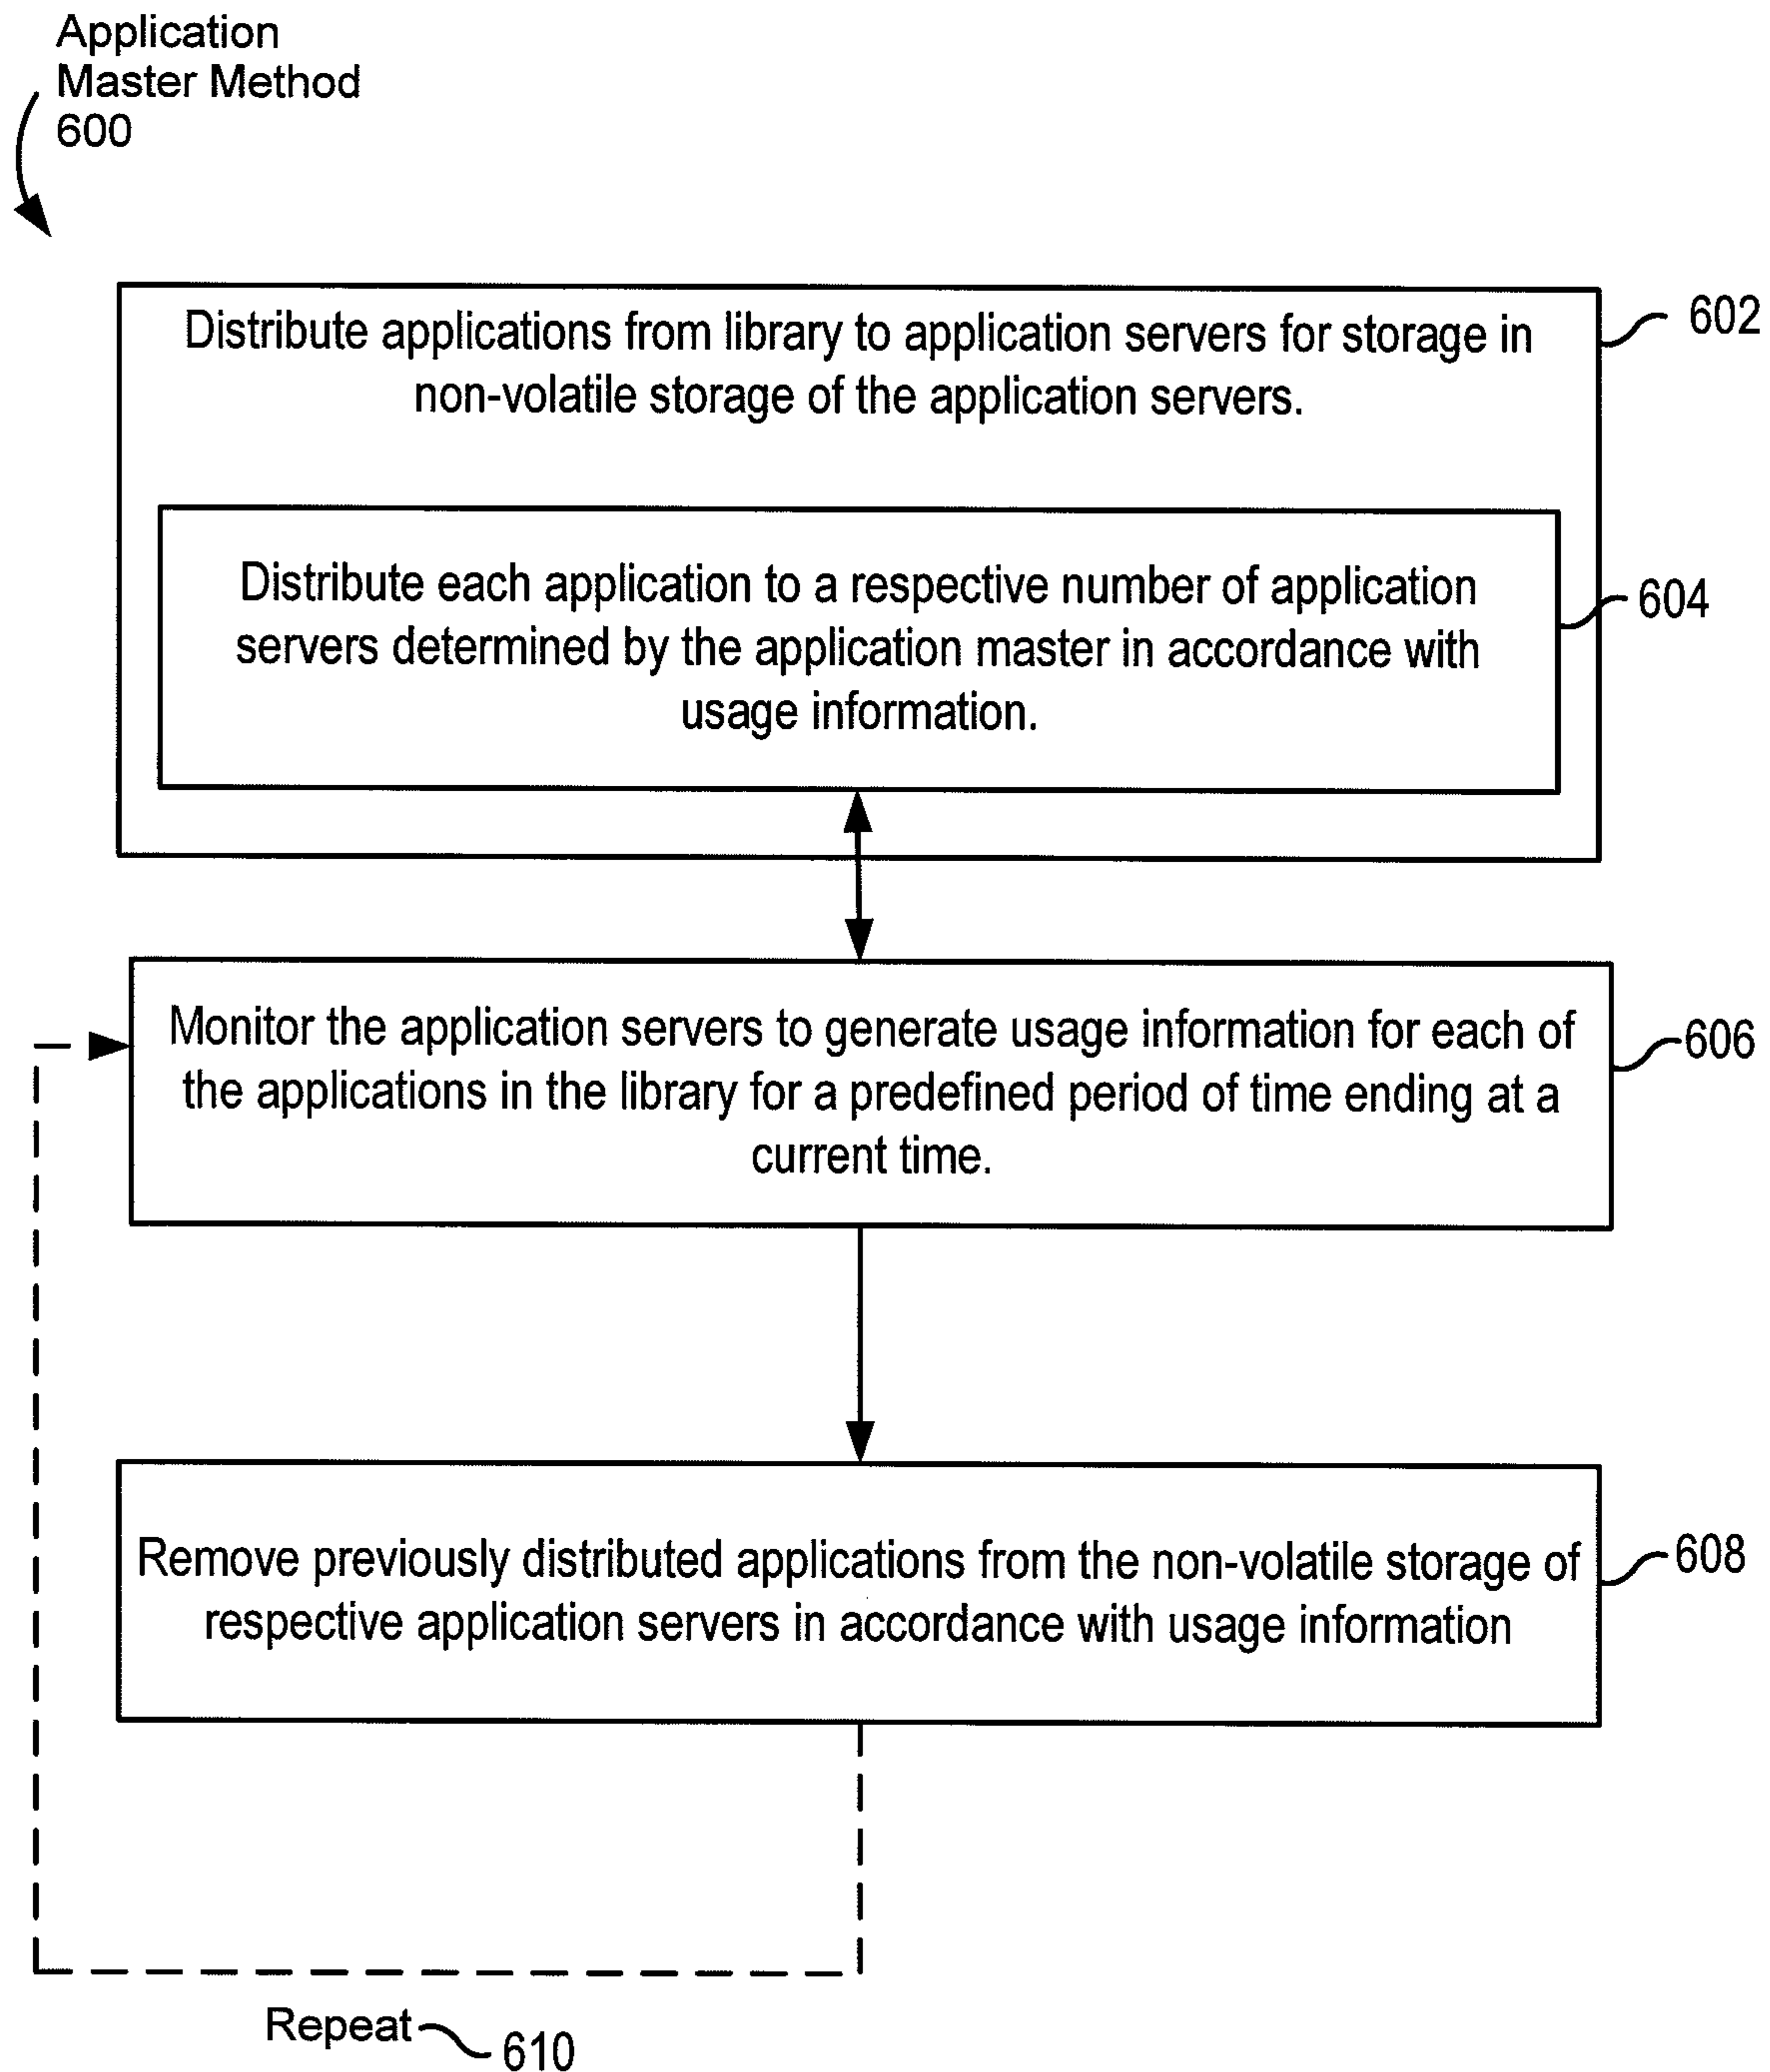 Application
Master Method
600
Distribute applications from library to application servers for storage in
non-volatile storage of the application servers.
602
Distribute each application to a respective number of application
servers determined by the application master in accordance with
usage information.
604
Monitor the application servers to generate usage information for each of
the applications in the library for a predefined period of time ending at a
current time.
606
Remove previously distributed applications from the non-volatile storage of
respective application servers in accordance with usage information
608
Repeat
610